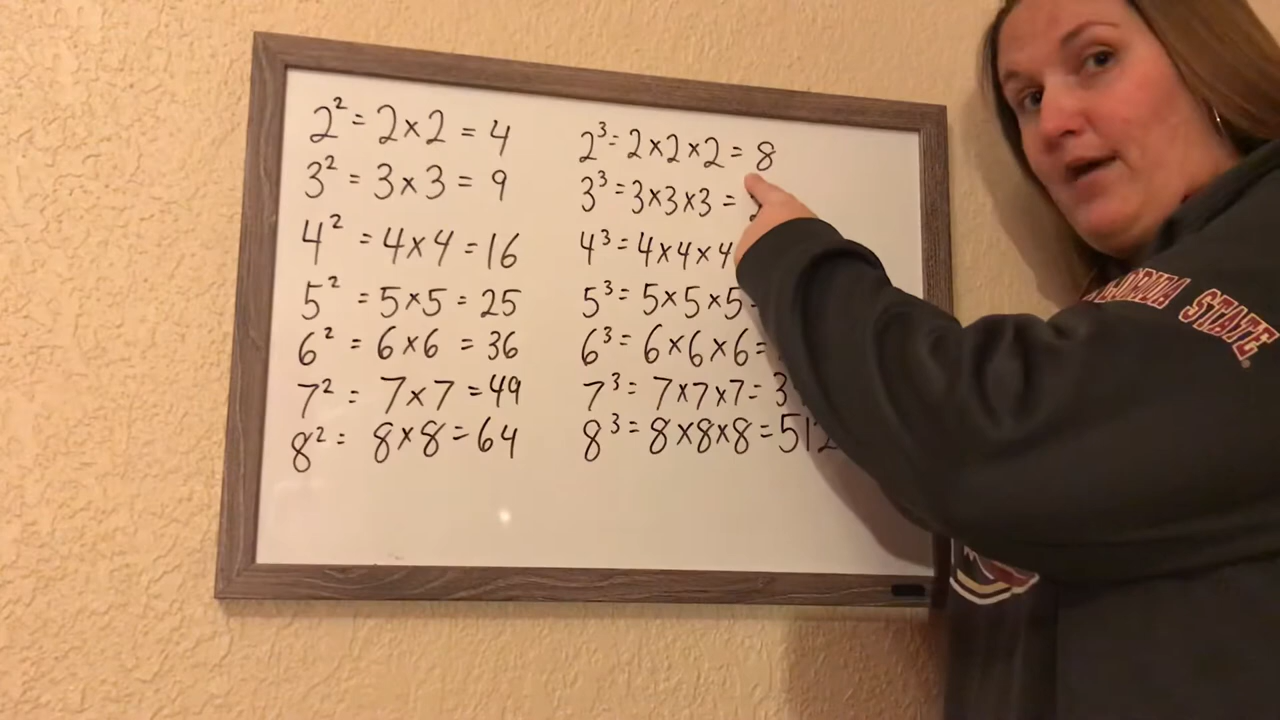 2² = 2×2 = 4
3² = 3×3 = 9
4² = 4×4 = 16
5² = 5×5 = 25
6² = 6×6 = 36
7² = 7×7 = 49
8² = 8×8 = 64
2³ = 2×2×2 = 8
3³ = 3×3×3 =
4³ = 4×4×4
5³ = 5×5×5 =
6³ = 6×6×6 =
7³ = 7×7×7 = 3
8³ = 8×8×8 = 512
STATE